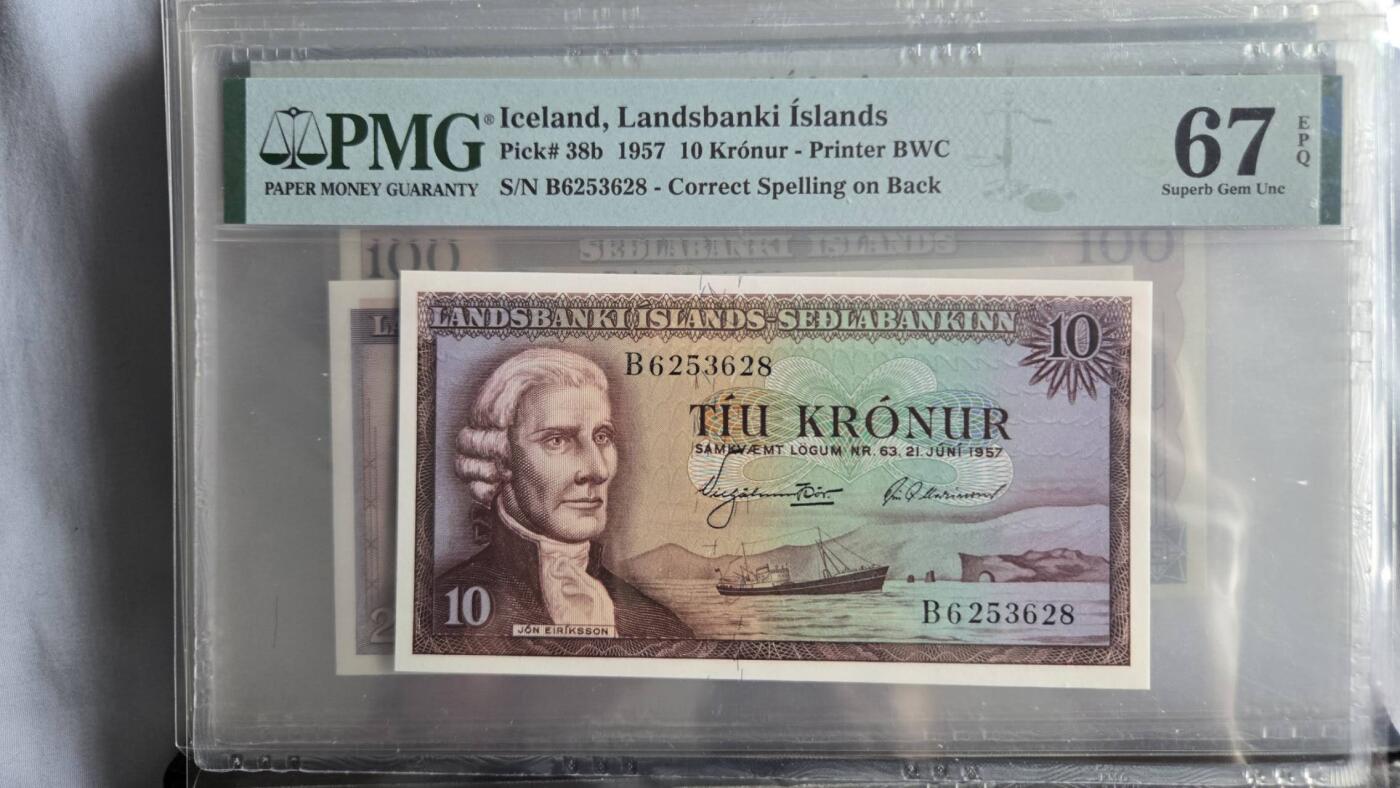 PMG®
PAPER MONEY GUARANTY
Iceland, Landsbanki Íslands
Pick# 38b 1957 10 Krónur - Printer BWC
S/N B6253628 - Correct Spelling on Back
67
EPQ
Superb Gem Unc
100
SEÐLABANKI ISLANDS
100
LANDSBANKI ÍSLANDS-SEÐLABANKINN
10
B6253628
TÍU KRÓNUR
SAMKVÆMT LÖGUM NR. 63, 21. JÚNÍ 1957
B6253628
10
JÓN EIRÍKSSON